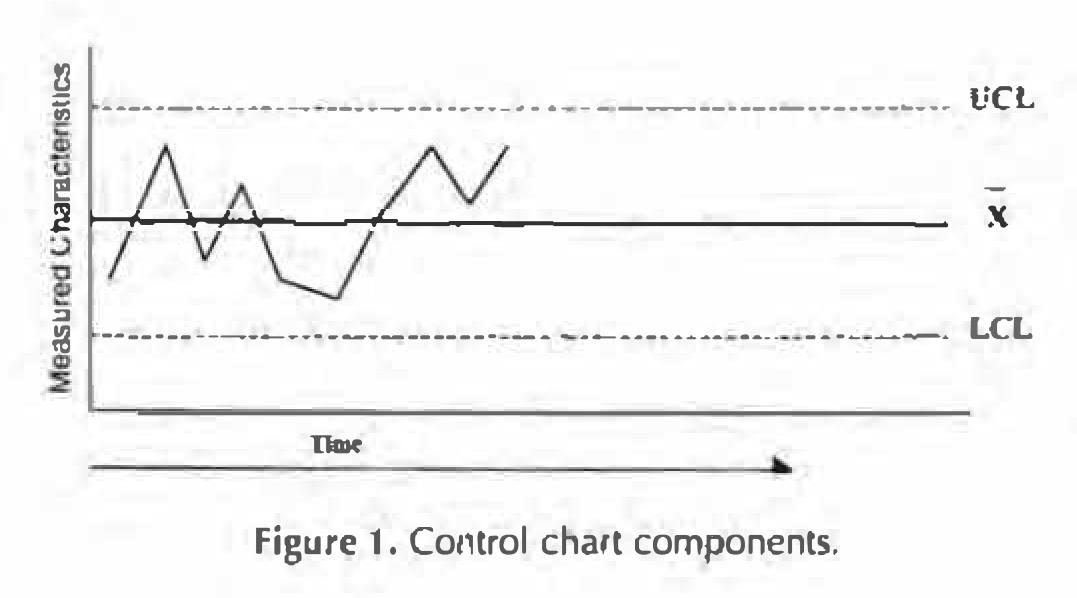 Measured Characteristics
UCL
x̄
LCL
Time
Figure 1. Control chart components.